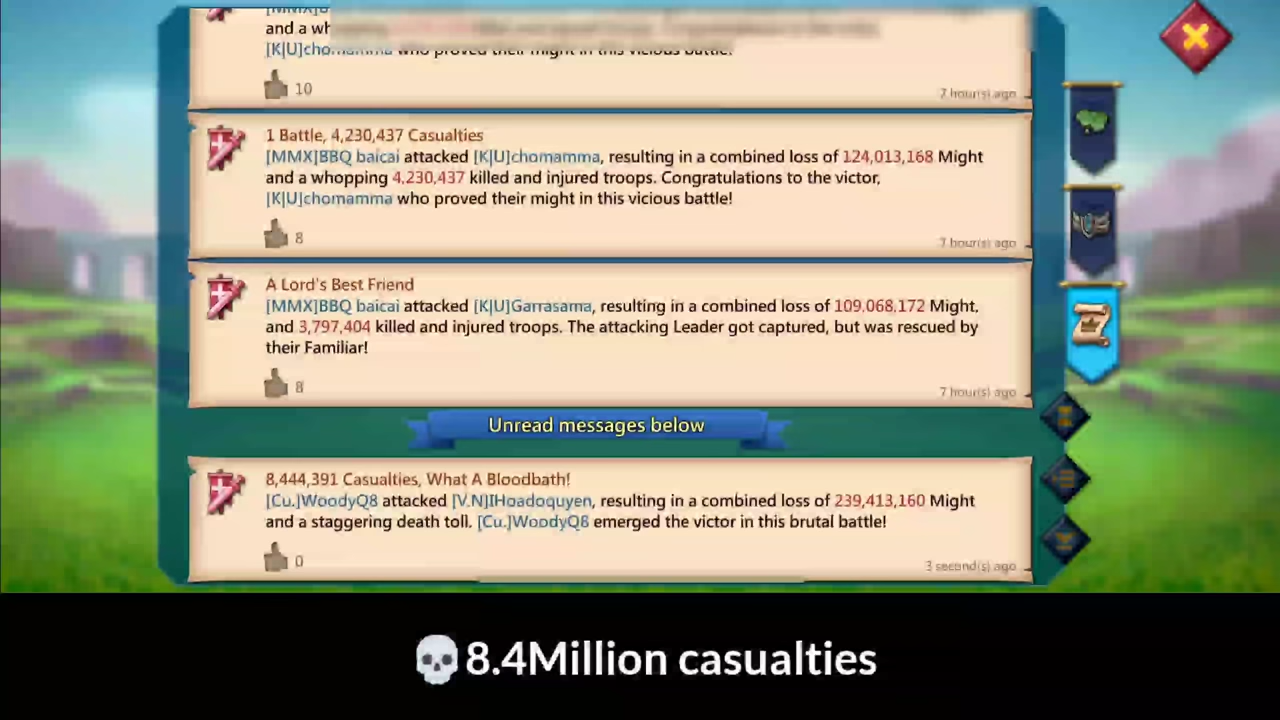 and a
[K|U]chomamma who proved their might in this vicious battle!
10
7 hour(s) ago
1 Battle, 4,230,437 Casualties
[MMX]BBQ baicai attacked [K|U]chomamma, resulting in a combined loss of 124,013,168 Might
and a whopping 4,230,437 killed and injured troops. Congratulations to the victor,
[K|U]chomamma who proved their might in this vicious battle!
8
7 hour(s) ago
A Lord's Best Friend
[MMX]BBQ baicai attacked [K|U]Garrasama, resulting in a combined loss of 109,068,172 Might,
and 3,797,404 killed and injured troops. The attacking Leader got captured, but was rescued by
their Familiar!
8
7 hour(s) ago
Unread messages below
8,444,391 Casualties, What A Bloodbath!
[Cu.]WoodyQ8 attacked [V.N]IHoadoquyen, resulting in a combined loss of 239,413,160 Might
and a staggering death toll. [Cu.]WoodyQ8 emerged the victor in this brutal battle!
0
3 second(s) ago
💀8.4Million casualties